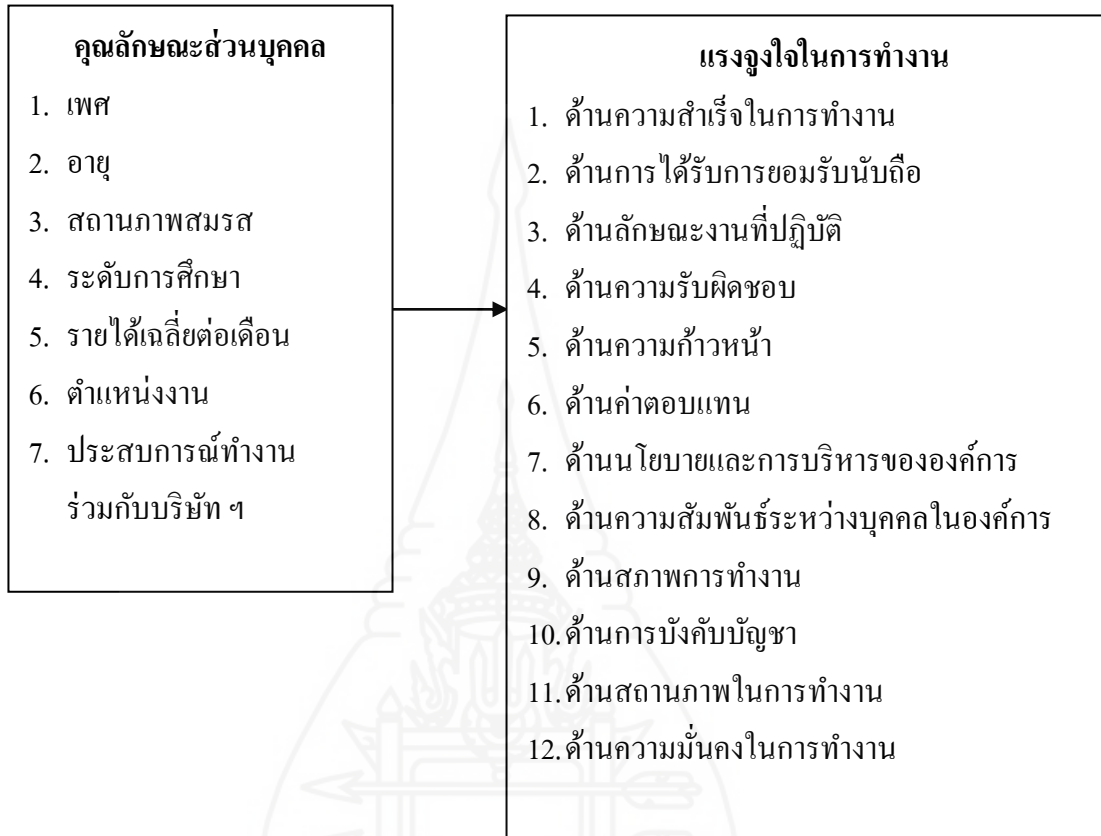 คุณลักษณะส่วนบุคคล
1. เพศ
2. อายุ
3. สถานภาพสมรส
4. ระดับการศึกษา
5. รายได้เฉลี่ยต่อเดือน
6. ตำแหน่งงาน
7. ประสบการณ์ทำงาน
ร่วมกับบริษัท ฯ
แรงจูงใจในการทำงาน
1. ด้านความสำเร็จในการทำงาน
2. ด้านการได้รับการยอมรับนับถือ
3. ด้านลักษณะงานที่ปฏิบัติ
4. ด้านความรับผิดชอบ
5. ด้านความก้าวหน้า
6. ด้านค่าตอบแทน
7. ด้านนโยบายและการบริหารขององค์การ
8. ด้านความสัมพันธ์ระหว่างบุคคลในองค์การ
9. ด้านสภาพการทำงาน
10. ด้านการบังคับบัญชา
11. ด้านสถานภาพในการทำงาน
12. ด้านความมั่นคงในการทำงาน